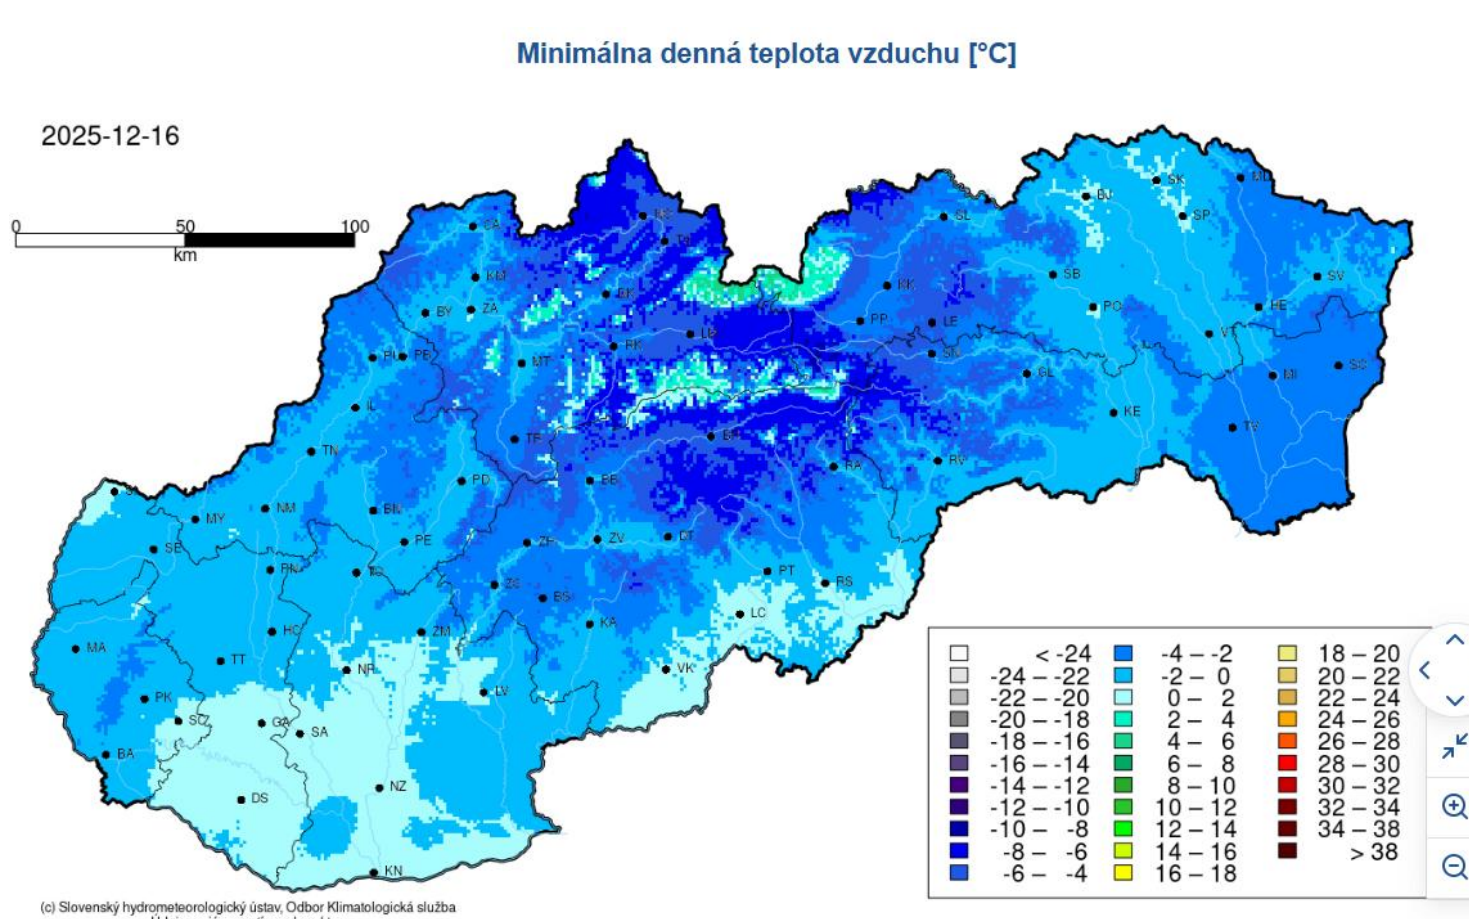 Minimálna denná teplota vzduchu [°C]
2025-12-16
0 50 100
km
CA
KM
BY ZA
PU PB
MT
IL
TN
TR
PD
BN
NM
MY
SE
PE
PN
TO
MA
HC
TT
ZM
NR
PK
SC
GA
SA
LV
BA
DS
NZ
KN
NO
TS
DK
RK
LM
BR
BB
ZH
ZV
DT
ZC
BS
KA
VK
LC
PT
RS
RA
RV
SL
KK
PP
LE
SN
GL
SB
PO
BJ
SK
SP
ML
SV
HE
VT
SO
MI
KE
TV
< -24
-24 – -22
-22 – -20
-20 – -18
-18 – -16
-16 – -14
-14 – -12
-12 – -10
-10 – -8
-8 – -6
-6 – -4
-4 – -2
-2 – 0
0 – 2
2 – 4
4 – 6
6 – 8
8 – 10
10 – 12
12 – 14
14 – 16
16 – 18
18 – 20
20 – 22
22 – 24
24 – 26
26 – 28
28 – 30
30 – 32
32 – 34
34 – 38
> 38
(c) Slovenský hydrometeorologický ústav, Odbor Klimatologická služba